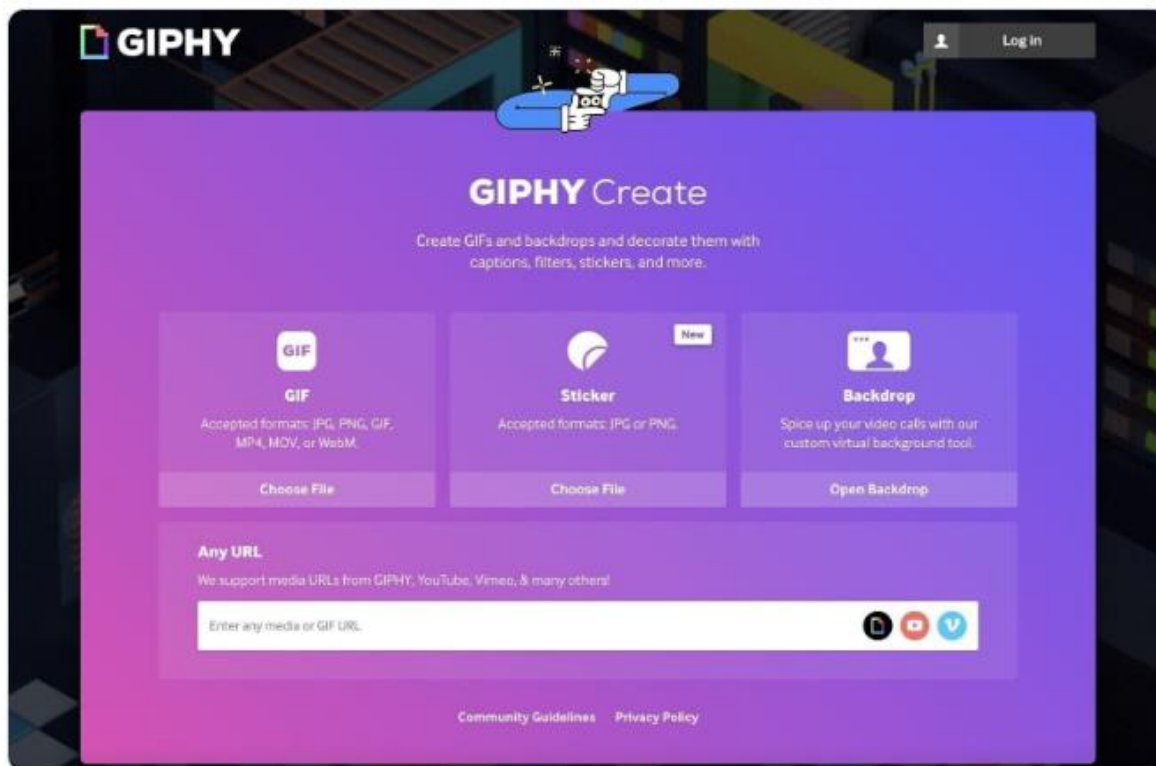 GIPHY
Log in
GIPHY Create
Create GIFs and backdrops and decorate them with
captions, filters, stickers, and more.
GIF
GIF
Accepted formats: JPG, PNG, GIF,
MP4, MOV, or WebM.
Choose File
New
Sticker
Accepted formats: JPG or PNG.
Choose File
Backdrop
Spice up your video calls with our
custom virtual background tool.
Open Backdrop
Any URL
We support media URLs from GIPHY, YouTube, Vimeo, & many others!
Enter any media or GIF URL
Community Guidelines Privacy Policy